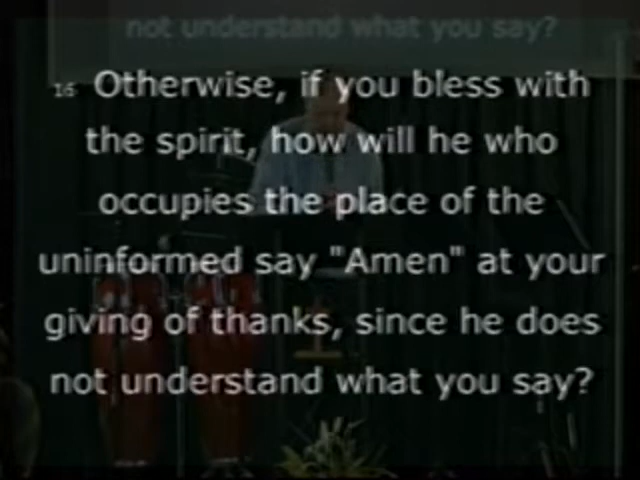 not understand what you say?
16 Otherwise, if you bless with
the spirit, how will he who
occupies the place of the
uninformed say "Amen" at your
giving of thanks, since he does
not understand what you say?